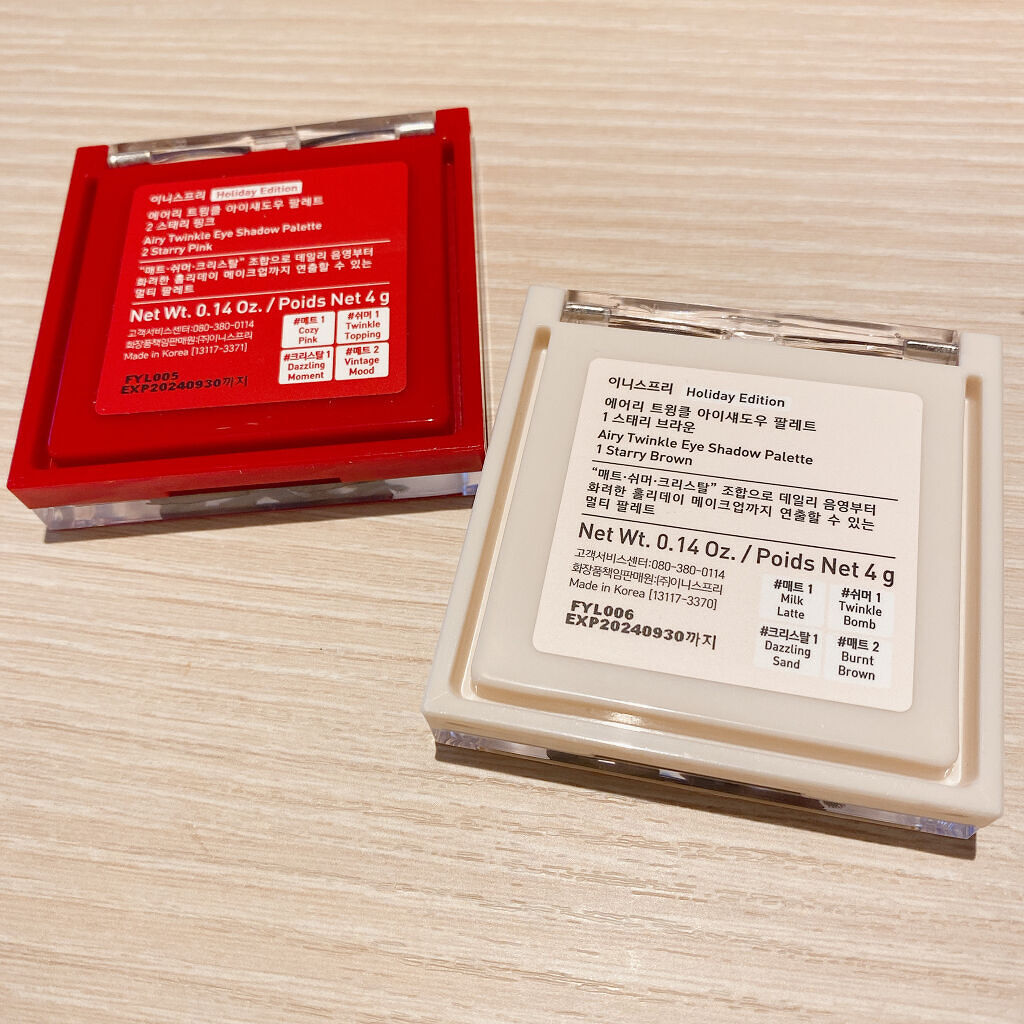 이니스프리 Holiday Edition
에어리 트윙클 아이섀도우 팔레트
2 스태리 핑크
Airy Twinkle Eye Shadow Palette
2 Starry Pink
“매트·쉬머·크리스탈” 조합으로 데일리 음영부터
화려한 홀리데이 메이크업까지 연출할 수 있는
멀티 팔레트
Net Wt. 0.14 Oz. / Poids Net 4 g
고객서비스센터:080-380-0114
화장품책임판매원:(주)이니스프리
Made in Korea [13117-3371]
FYL005
EXP20240930까지
#매트 1
Cozy
Pink
#쉬머 1
Twinkle
Topping
#크리스탈 1
Dazzling
Moment
#매트 2
Vintage
Mood
이니스프리 Holiday Edition
에어리 트윙클 아이섀도우 팔레트
1 스태리 브라운
Airy Twinkle Eye Shadow Palette
1 Starry Brown
“매트·쉬머·크리스탈” 조합으로 데일리 음영부터
화려한 홀리데이 메이크업까지 연출할 수 있는
멀티 팔레트
Net Wt. 0.14 Oz. / Poids Net 4 g
고객서비스센터:080-380-0114
화장품책임판매원:(주)이니스프리
Made in Korea [13117-3370]
FYL006
EXP20240930까지
#매트 1
Milk
Latte
#쉬머 1
Twinkle
Bomb
#크리스탈 1
Dazzling
Sand
#매트 2
Burnt
Brown